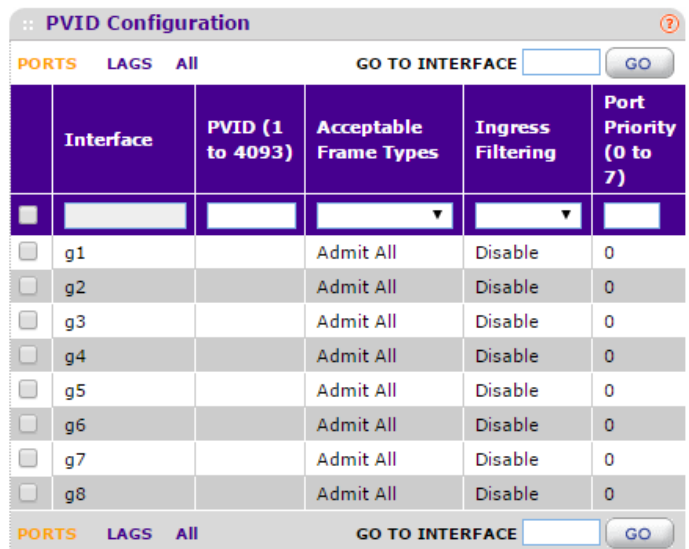 PVID Configuration ?
PORTS LAGS All GO TO INTERFACE GO
Interface PVID (1 to 4093) Acceptable Frame Types Ingress Filtering Port Priority (0 to 7)
g1 Admit All Disable 0
g2 Admit All Disable 0
g3 Admit All Disable 0
g4 Admit All Disable 0
g5 Admit All Disable 0
g6 Admit All Disable 0
g7 Admit All Disable 0
g8 Admit All Disable 0
PORTS LAGS All GO TO INTERFACE GO